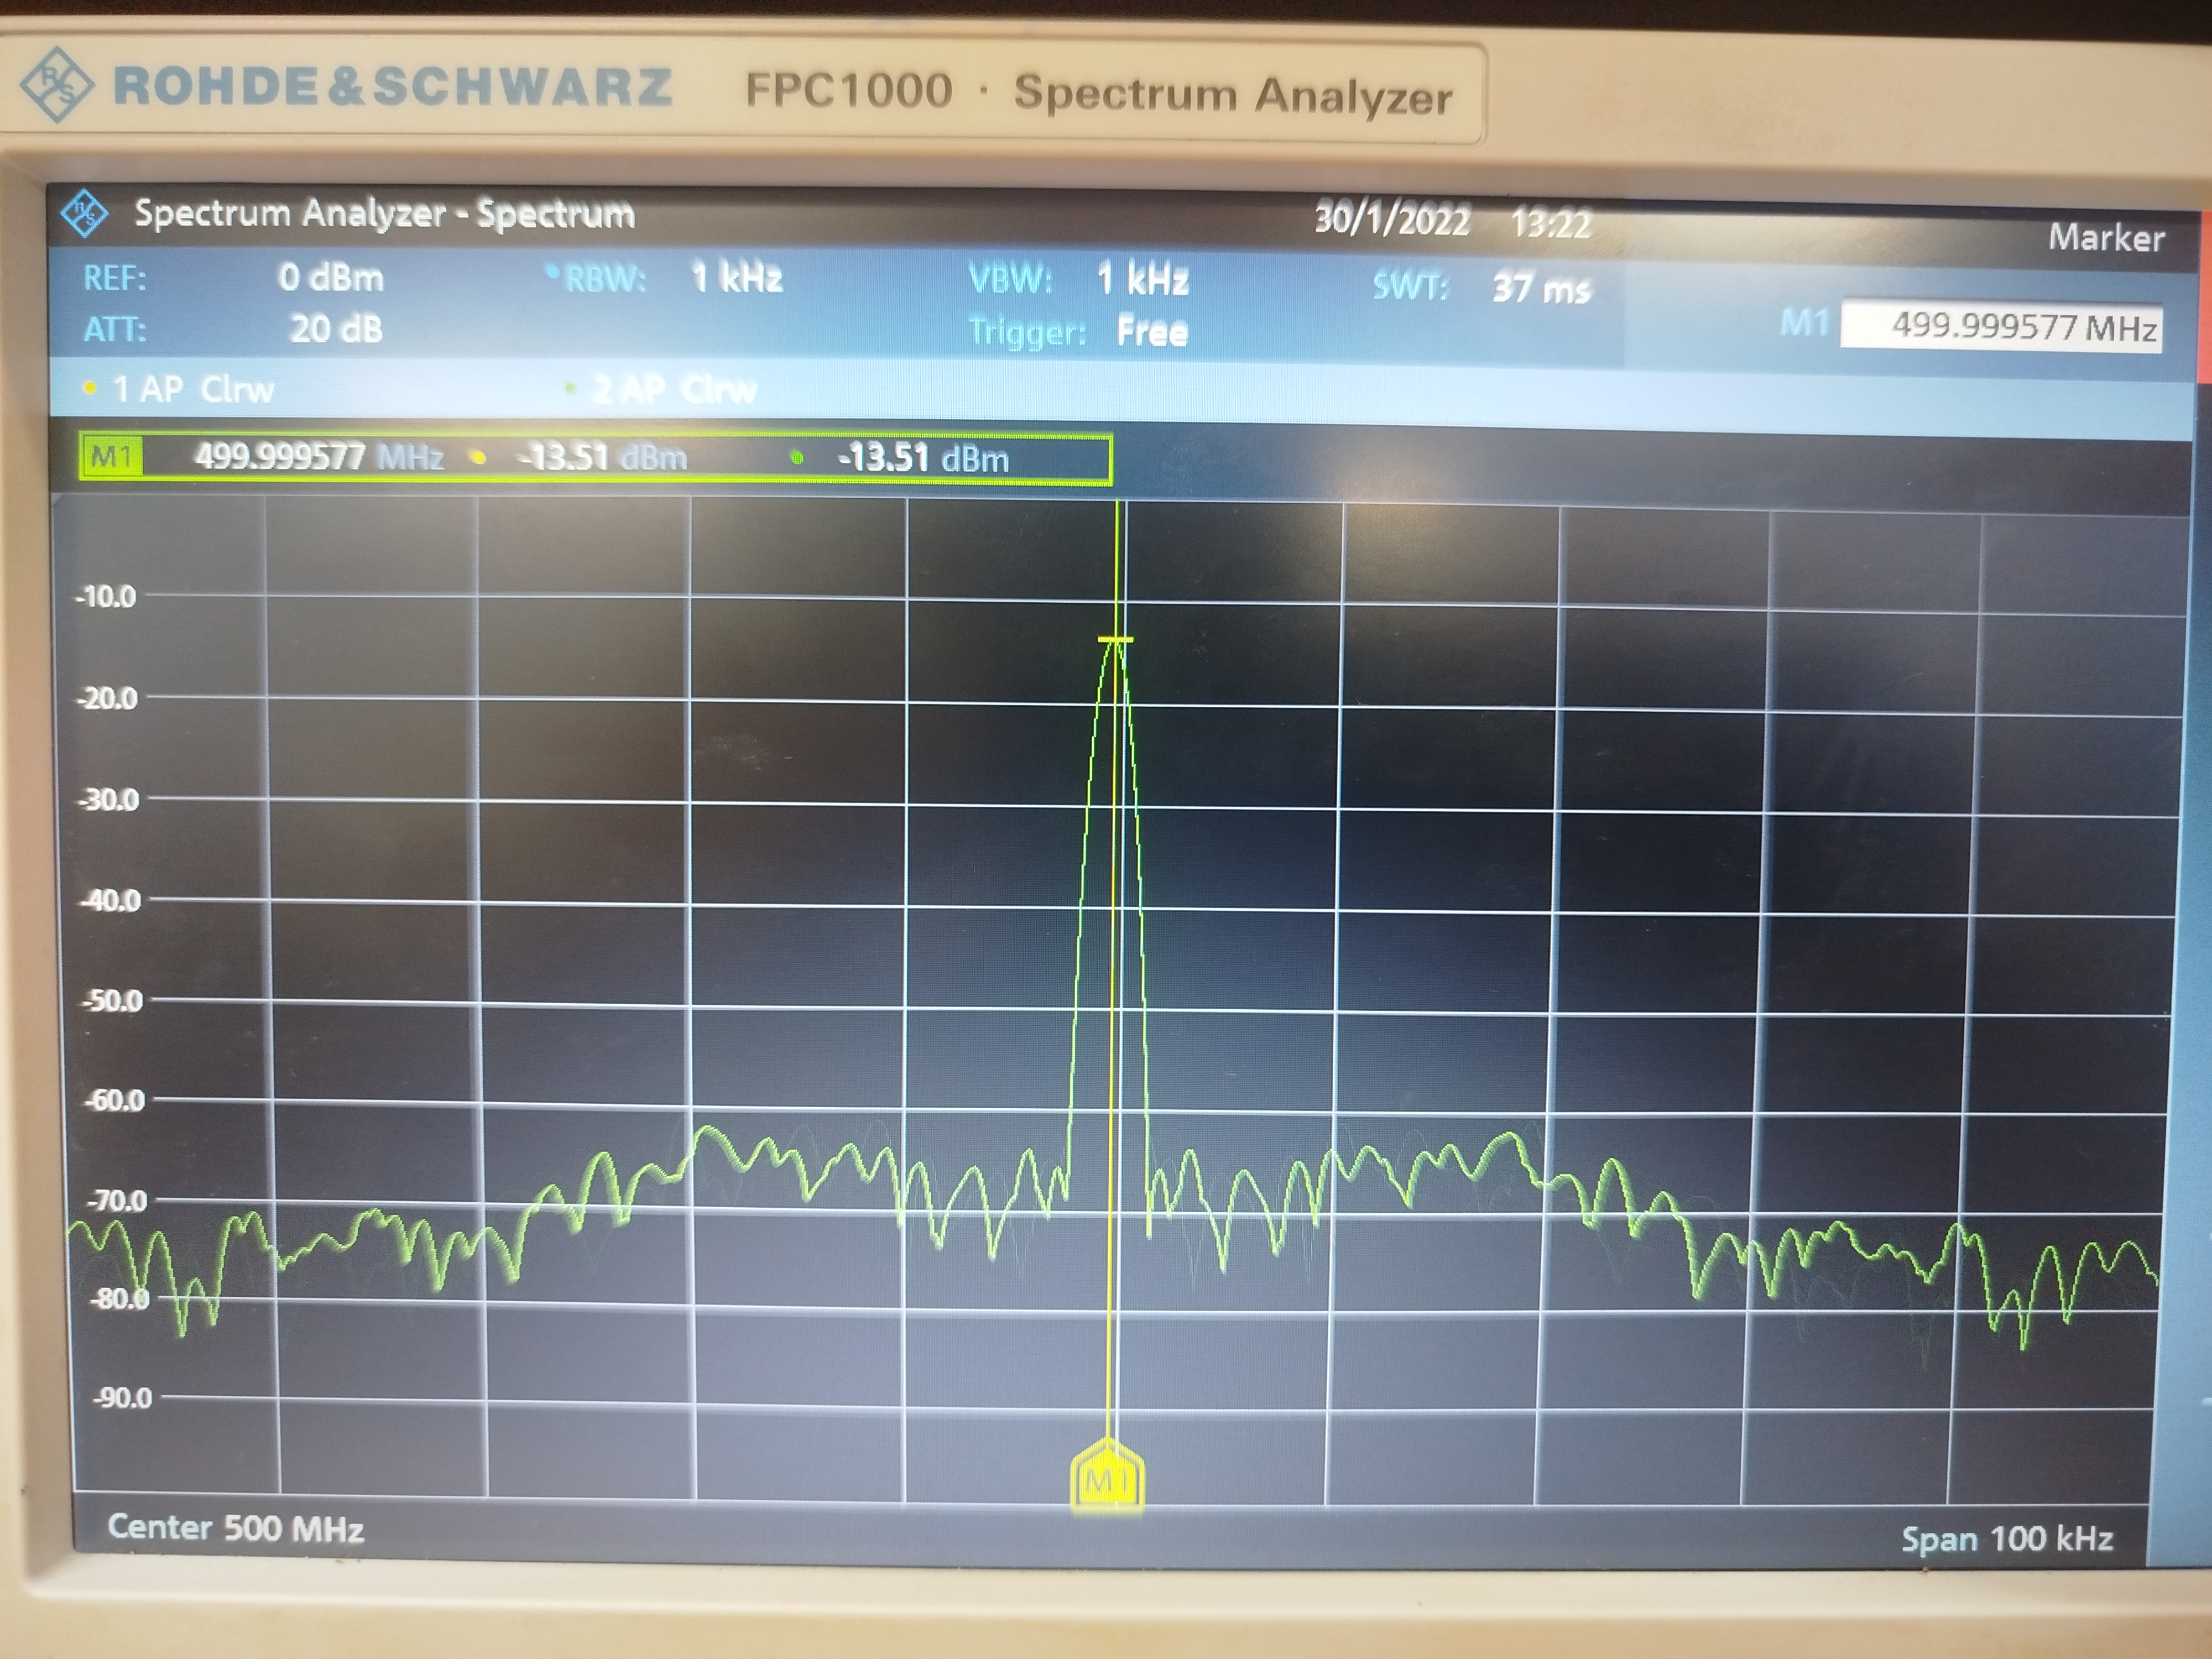 R S ROHDE&SCHWARZ FPC1000 · Spectrum Analyzer
R S Spectrum Analyzer - Spectrum 30/1/2022 13:22 Marker
REF: 0 dBm RBW: 1 kHz VBW: 1 kHz SWT: 37 ms
ATT: 20 dB Trigger: Free M1 499.999577 MHz
1 AP Clrw 2 AP Clrw
M1 499.999577 MHz -13.51 dBm -13.51 dBm
-10.0
-20.0
-30.0
-40.0
-50.0
-60.0
-70.0
-80.0
-90.0
M1
Center 500 MHz Span 100 kHz